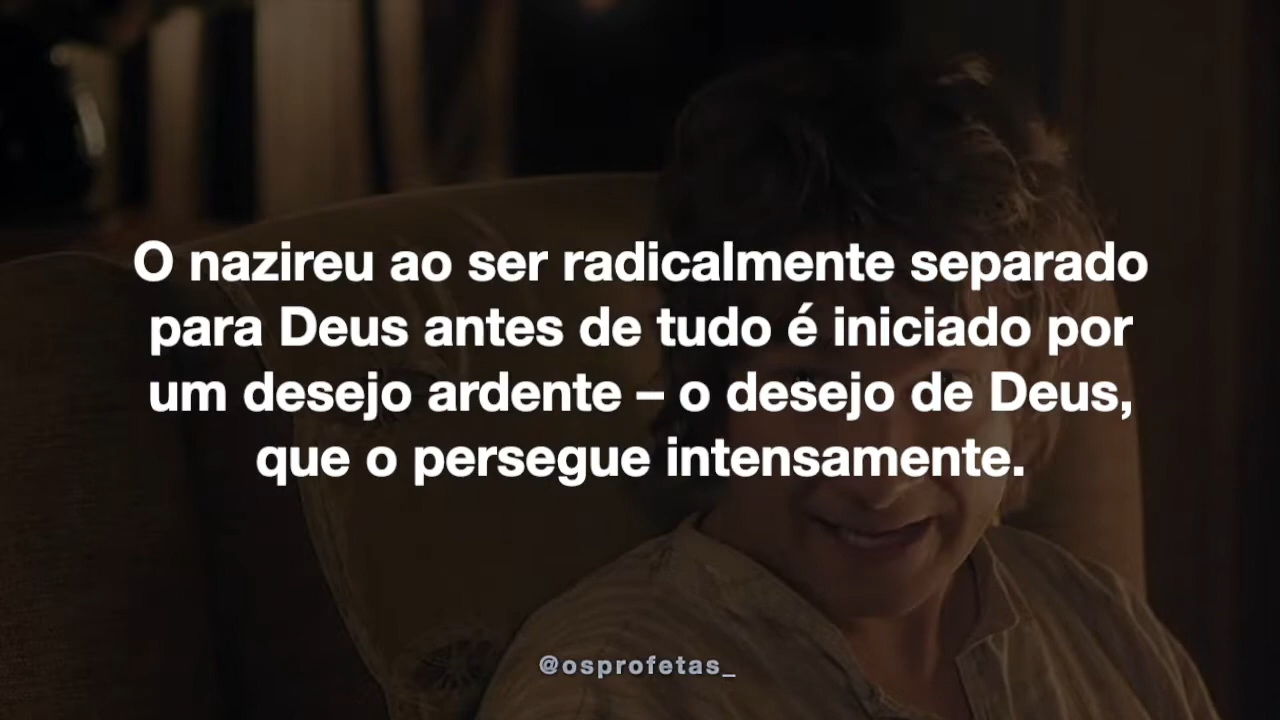 O nazireu ao ser radicalmente separado
para Deus antes de tudo é iniciado por
um desejo ardente – o desejo de Deus,
que o persegue intensamente.
@osprofetas_